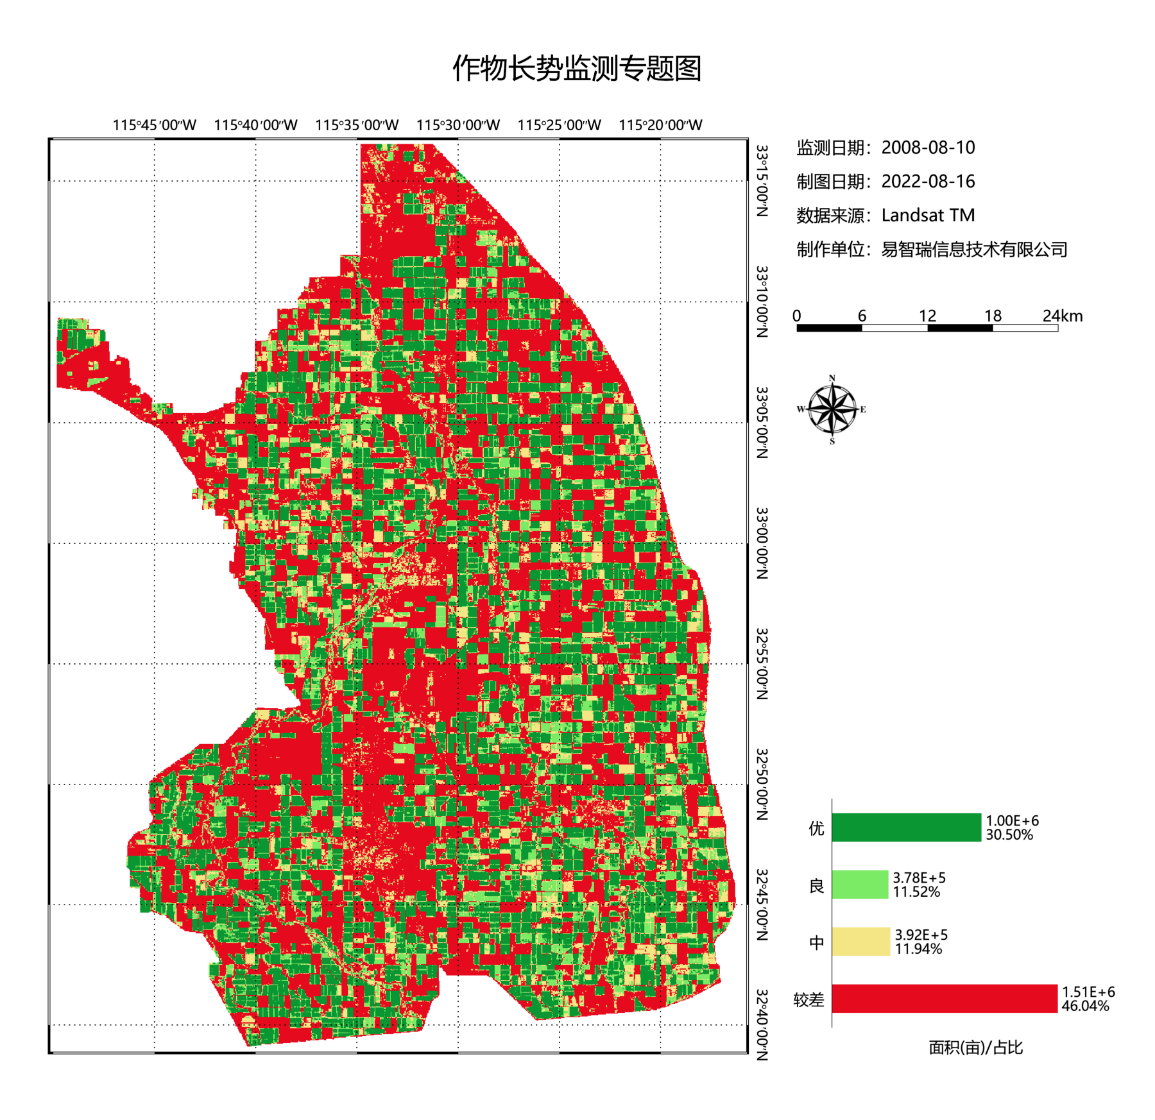 作物长势监测专题图
115°45′00″W 115°40′00″W 115°35′00″W 115°30′00″W 115°25′00″W 115°20′00″W
33°15′00″N
33°10′00″N
33°05′00″N
33°00′00″N
32°55′00″N
32°50′00″N
32°45′00″N
32°40′00″N
监测日期：2008-08-10
制图日期：2022-08-16
数据来源：Landsat TM
制作单位：易智瑞信息技术有限公司
0 6 12 18 24km
N
W E
S
优 1.00E+6
30.50%
良 3.78E+5
11.52%
中 3.92E+5
11.94%
较差 1.51E+6
46.04%
面积(亩)/占比